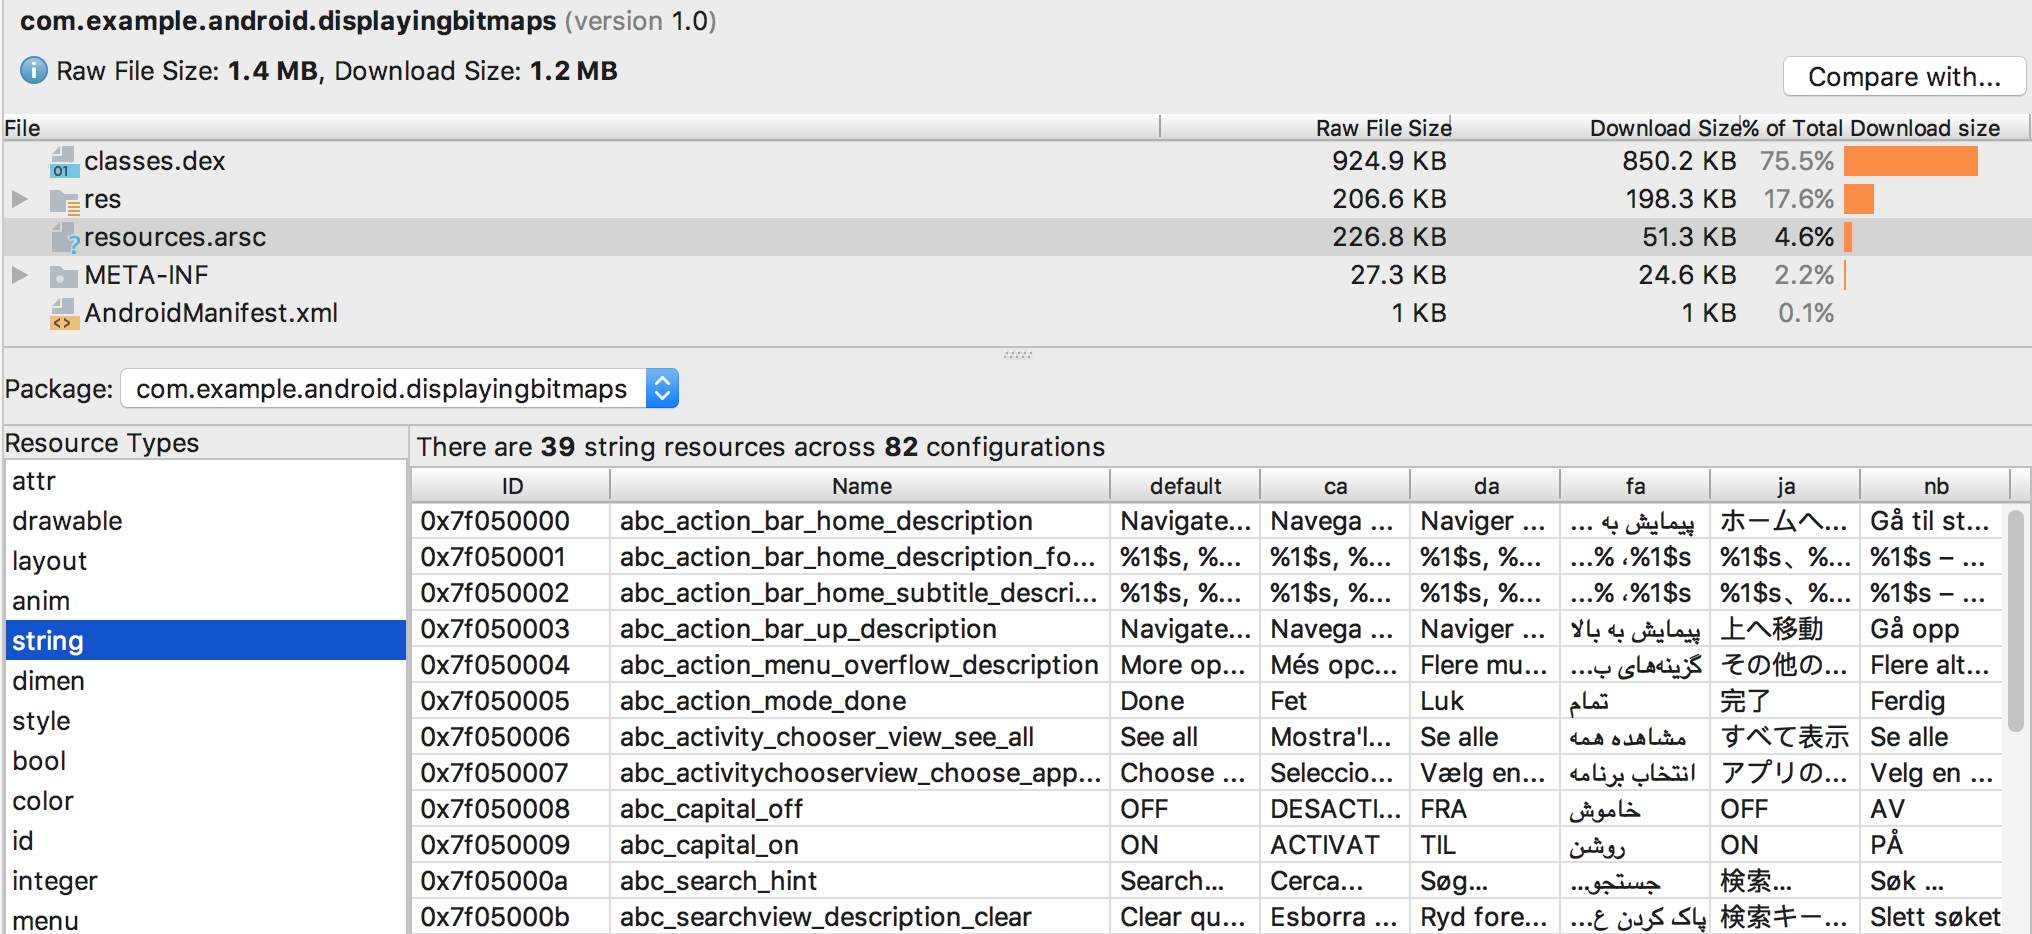 com.example.android.displayingbitmaps (version 1.0)
Raw File Size: 1.4 MB, Download Size: 1.2 MB
Compare with...
File Raw File Size Download Size % of Total Download size
classes.dex 924.9 KB 850.2 KB 75.5%
res 206.6 KB 198.3 KB 17.6%
resources.arsc 226.8 KB 51.3 KB 4.6%
META-INF 27.3 KB 24.6 KB 2.2%
AndroidManifest.xml 1 KB 1 KB 0.1%
Package: com.example.android.displayingbitmaps
Resource Types
attr
drawable
layout
anim
string
dimen
style
bool
color
id
integer
menu
There are 39 string resources across 82 configurations
ID Name default ca da fa ja nb
0x7f050000 abc_action_bar_home_description Navigate... Navega ... Naviger ... پیمایش به ... ホームへ... Gå til st...
0x7f050001 abc_action_bar_home_description_fo... %1$s, %... %1$s, %... %1$s, %... %1$s، %... %1$s、%... %1$s – ...
0x7f050002 abc_action_bar_home_subtitle_descri... %1$s, %... %1$s, %... %1$s, %... %1$s، %... %1$s、%... %1$s – ...
0x7f050003 abc_action_bar_up_description Navigate... Navega ... Naviger ... پیمایش به بالا 上へ移動 Gå opp
0x7f050004 abc_action_menu_overflow_description More op... Més opc... Flere mu... گزینه‌های ب... その他の... Flere alt...
0x7f050005 abc_action_mode_done Done Fet Luk تمام 完了 Ferdig
0x7f050006 abc_activity_chooser_view_see_all See all Mostra'l... Se alle مشاهده همه すべて表示 Se alle
0x7f050007 abc_activitychooserview_choose_app... Choose ... Seleccio... Vælg en... انتخاب برنامه アプリの... Velg en ...
0x7f050008 abc_capital_off OFF DESACTI... FRA خاموش OFF AV
0x7f050009 abc_capital_on ON ACTIVAT TIL روشن ON PÅ
0x7f05000a abc_search_hint Search... Cerca... Søg... جستجو... 検索... Søk ...
0x7f05000b abc_searchview_description_clear Clear qu... Esborra ... Ryd fore... پاک کردن ع... 検索キー... Slett søket